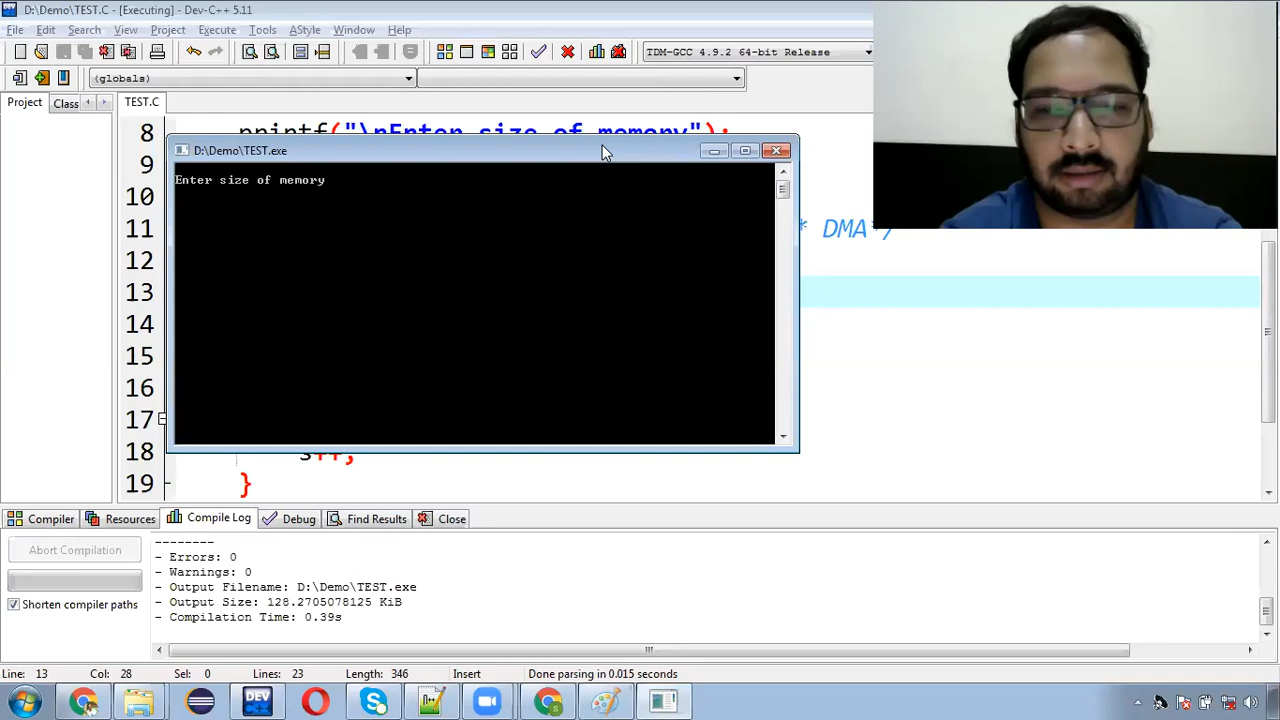 D:\Demo\TEST.C - [Executing] - Dev-C++ 5.11
File Edit Search View Project Execute Tools AStyle Window Help
TDM-GCC 4.9.2 64-bit Release
(globals)
Project Class TEST.C
8 printf("\nEnter size of memory");
D:\Demo\TEST.exe
9
Enter size of memory
10
11 * DMA*/
12
13
14
15
16
17
18 s++;
19 }
Compiler Resources Compile Log Debug Find Results Close
Abort Compilation
Shorten compiler paths
--------
- Errors: 0
- Warnings: 0
- Output Filename: D:\Demo\TEST.exe
- Output Size: 128.2705078125 KiB
- Compilation Time: 0.39s
Line: 13 Col: 28 Sel: 0 Lines: 23 Length: 346 Insert Done parsing in 0.015 seconds
DEV C++